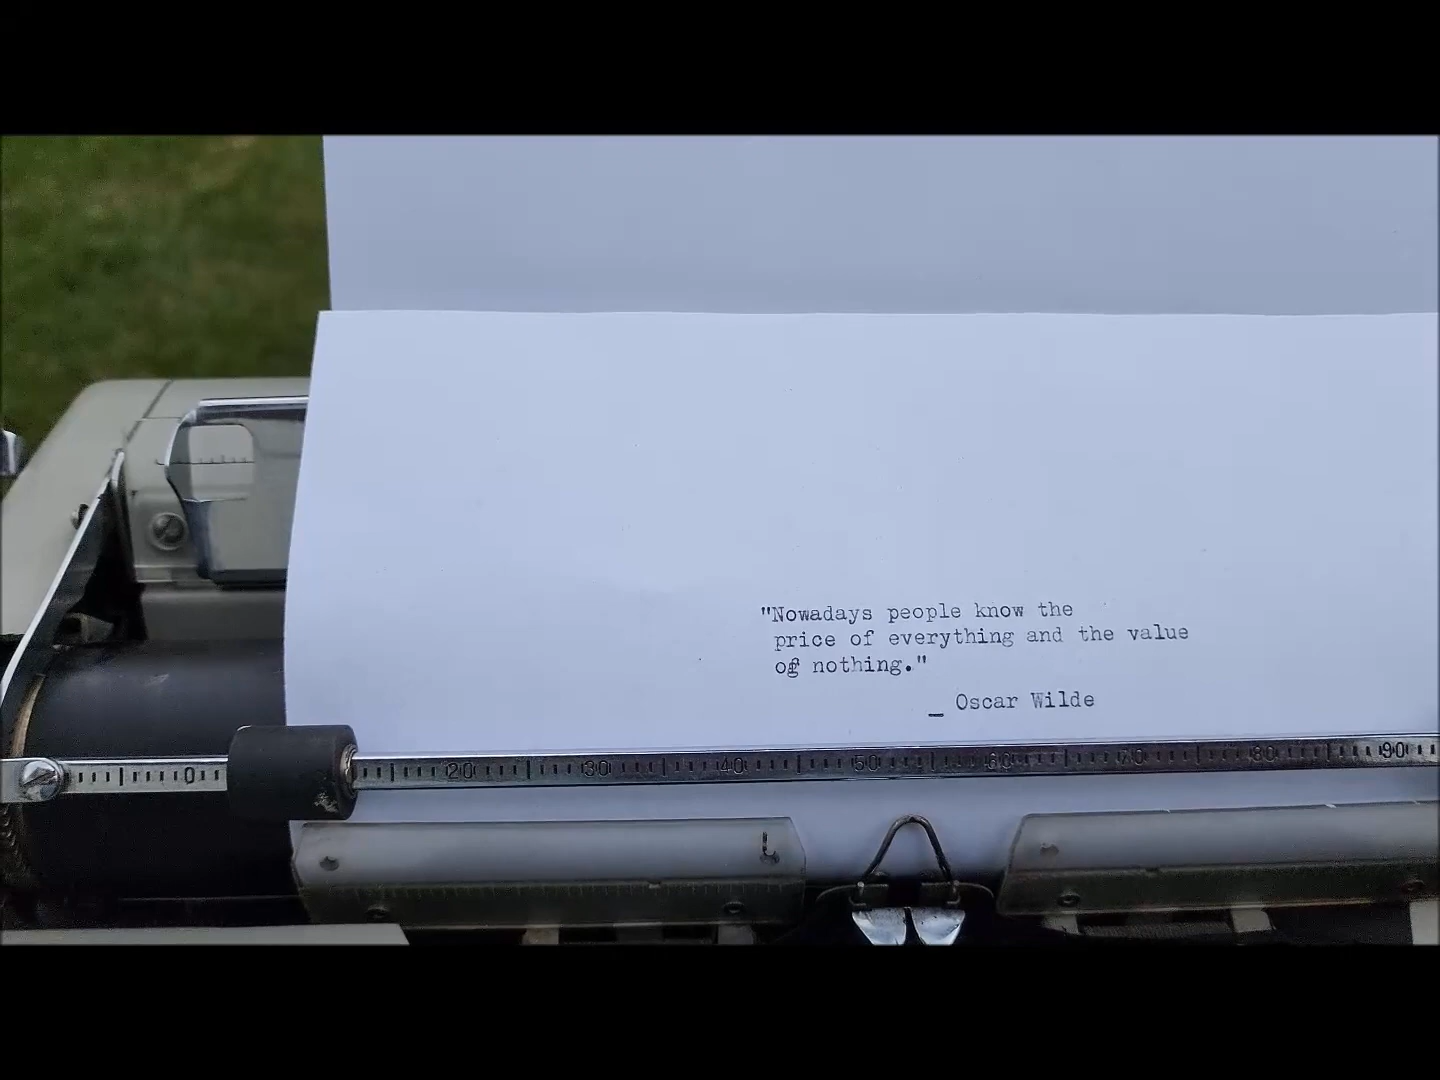 "Nowadays people know the
price of everything and the value
of nothing."
_ Oscar Wilde
0 20 30 40 50 60 70 80 90